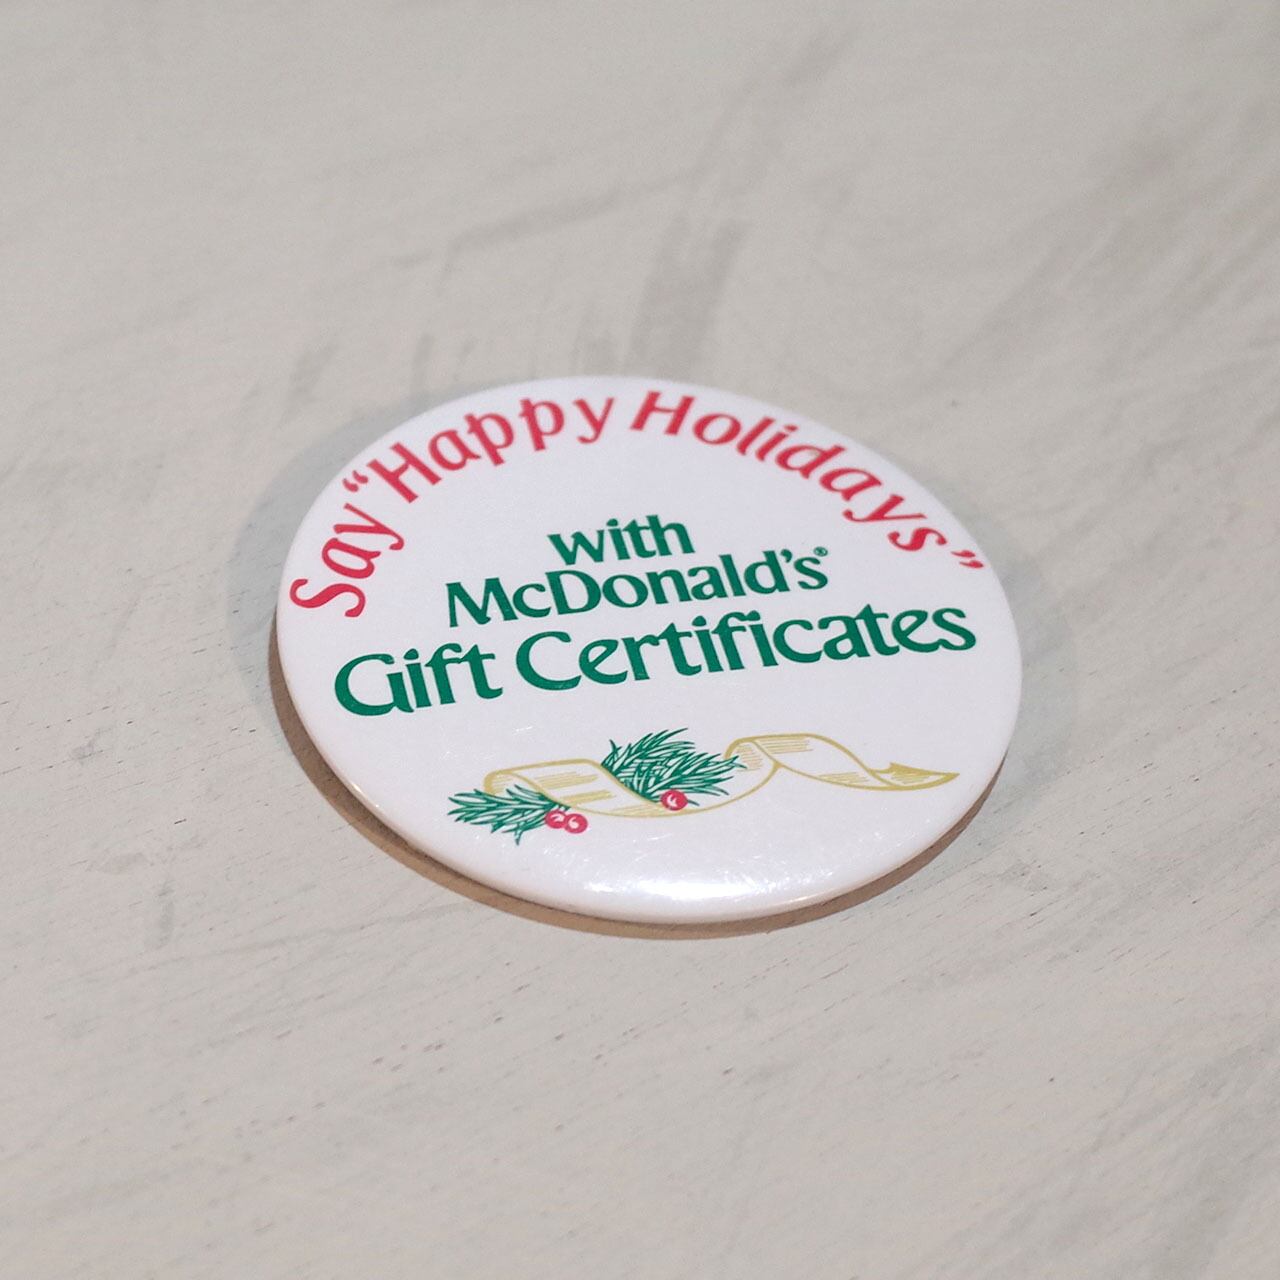 Say “Happy Holidays”
with
McDonald's®
Gift Certificates